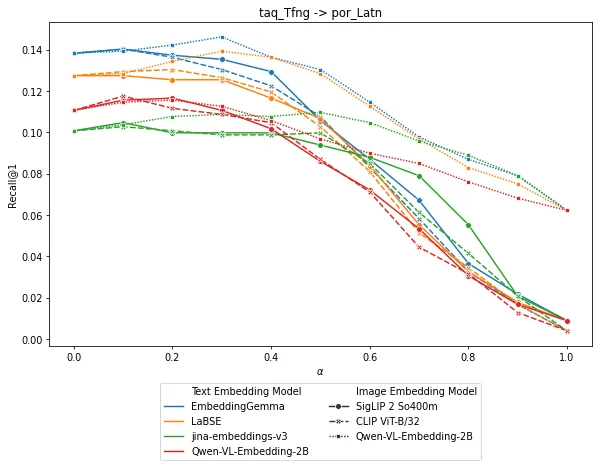 taq_Tfng -> por_Latn
Recall@1
0.14
0.12
0.10
0.08
0.06
0.04
0.02
0.00
0.0 0.2 0.4 0.6 0.8 1.0
α
Text Embedding Model Image Embedding Model
EmbeddingGemma SigLIP 2 So400m
LaBSE CLIP ViT-B/32
jina-embeddings-v3 Qwen-VL-Embedding-2B
Qwen-VL-Embedding-2B